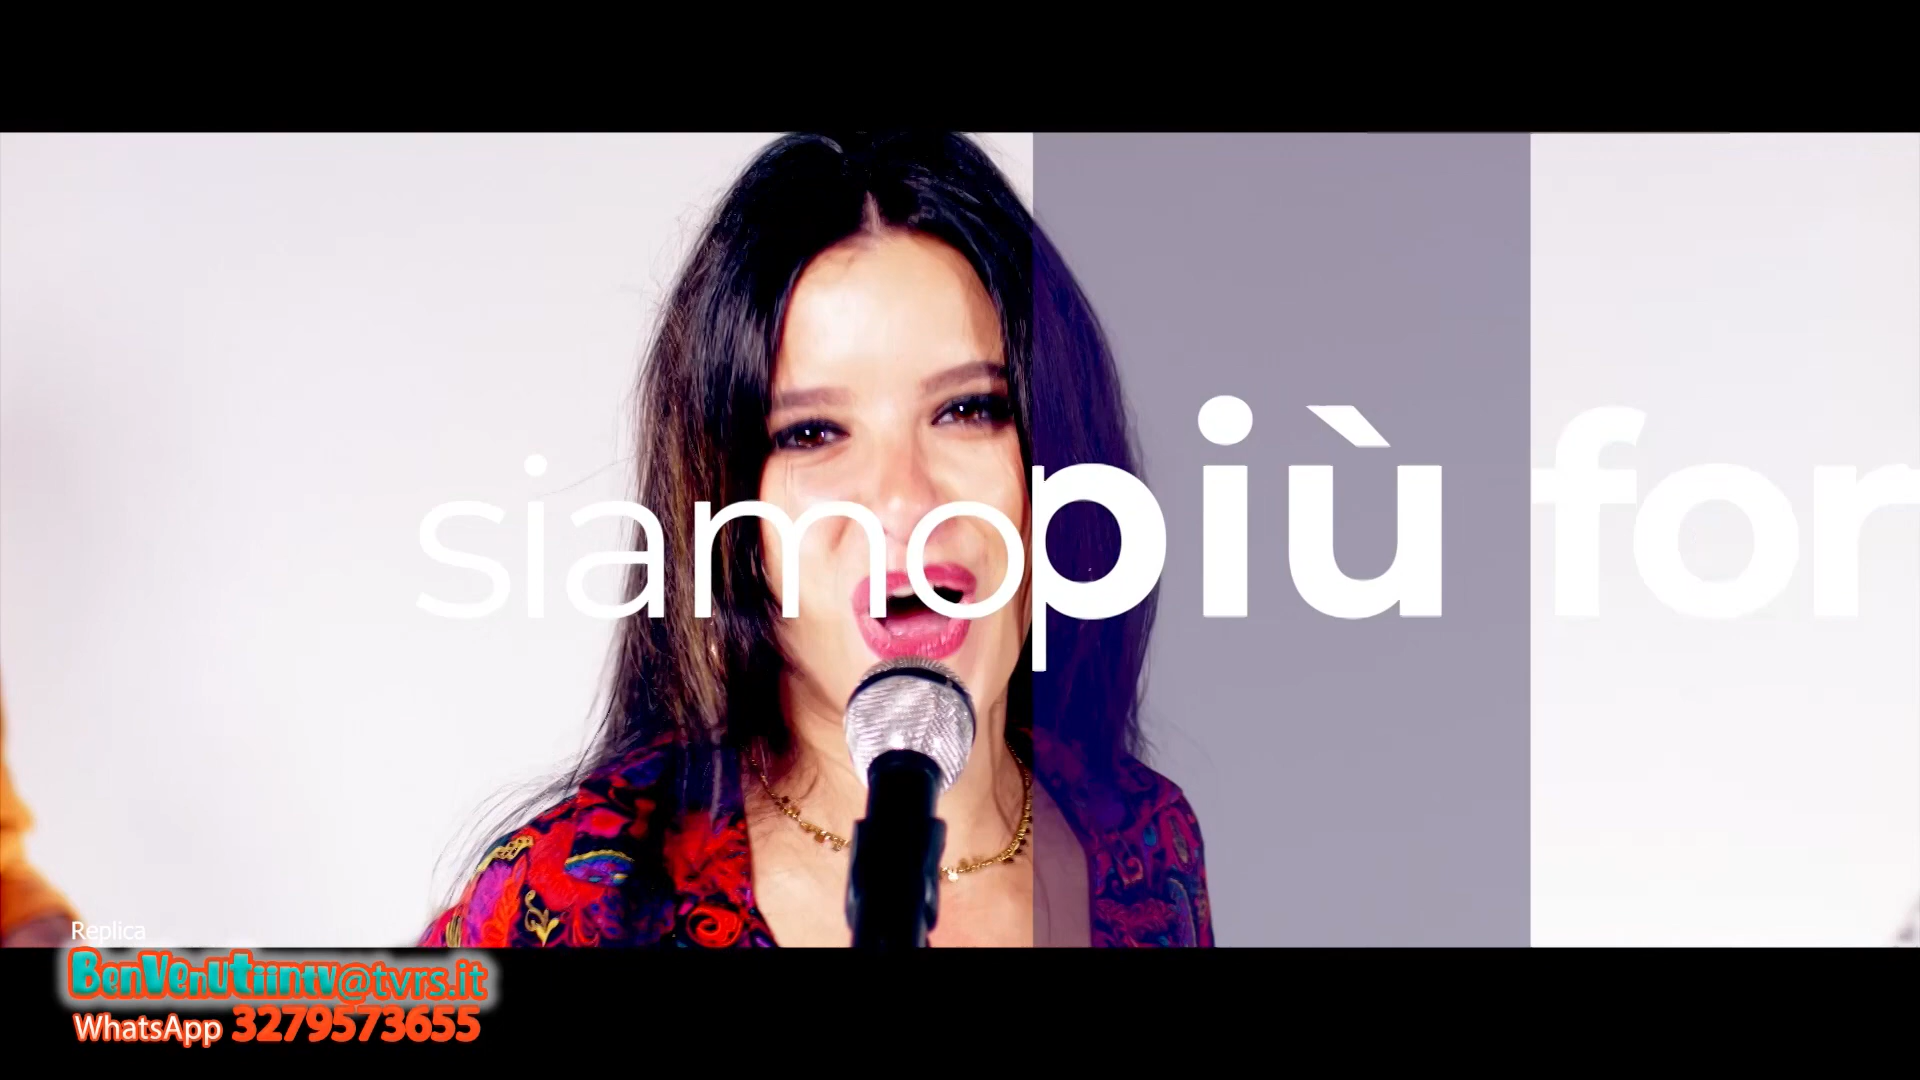 siamo più for
Replica
BenVenUtiintv@tvrs.it
WhatsApp 3279573655